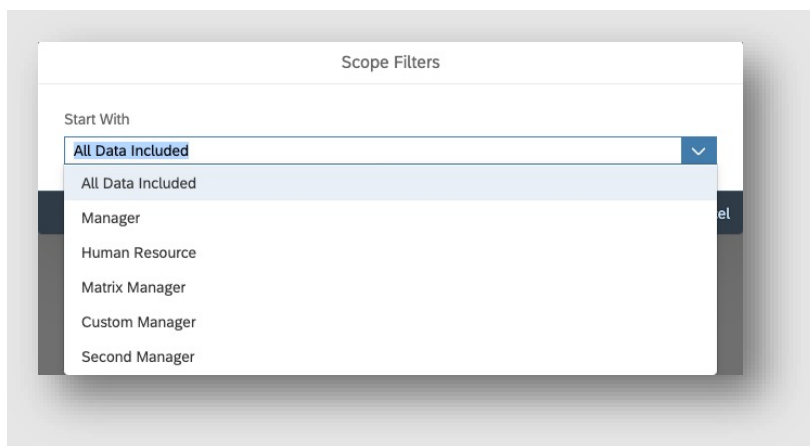 Scope Filters
Start With
All Data Included
All Data Included
Manager
Human Resource
Matrix Manager
Custom Manager
Second Manager